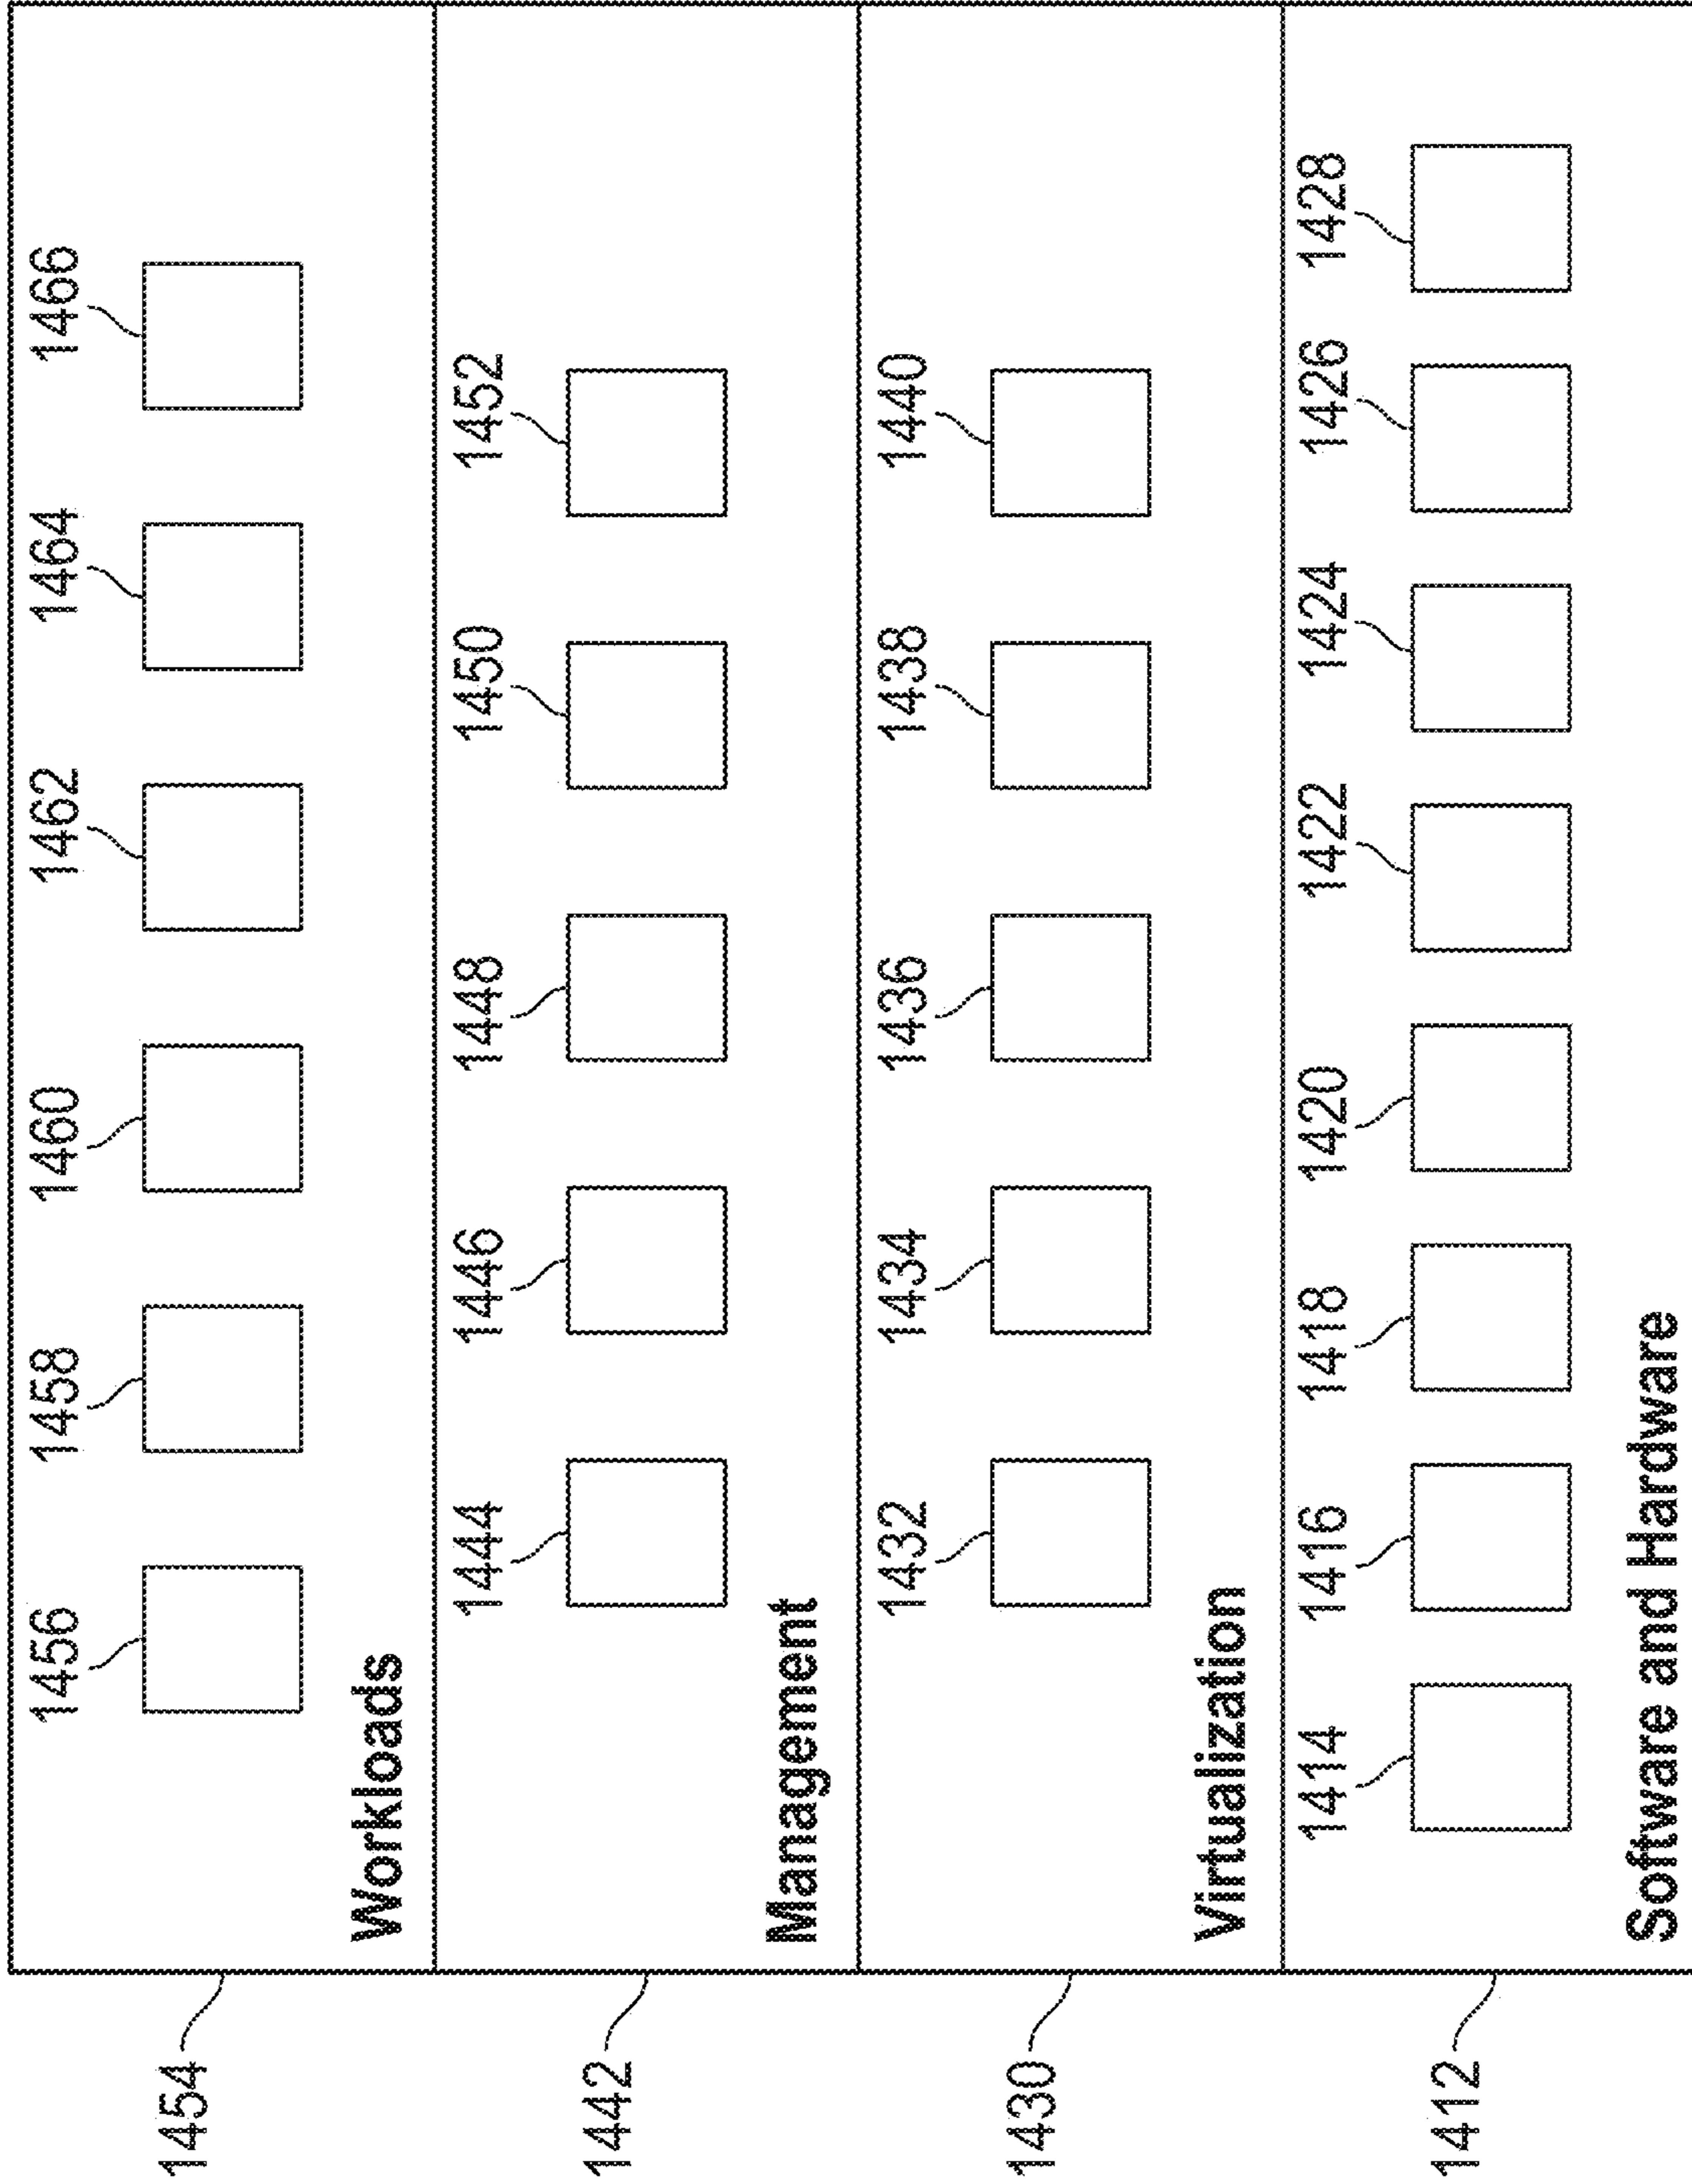 1454
1456 1458 1460 1462 1464 1466
Workloads
1442
1444 1446 1448 1450 1452
Management
1430
1432 1434 1436 1438 1440
Virtualization
1412
1414 1416 1418 1420 1422 1424 1426 1428
Software and Hardware